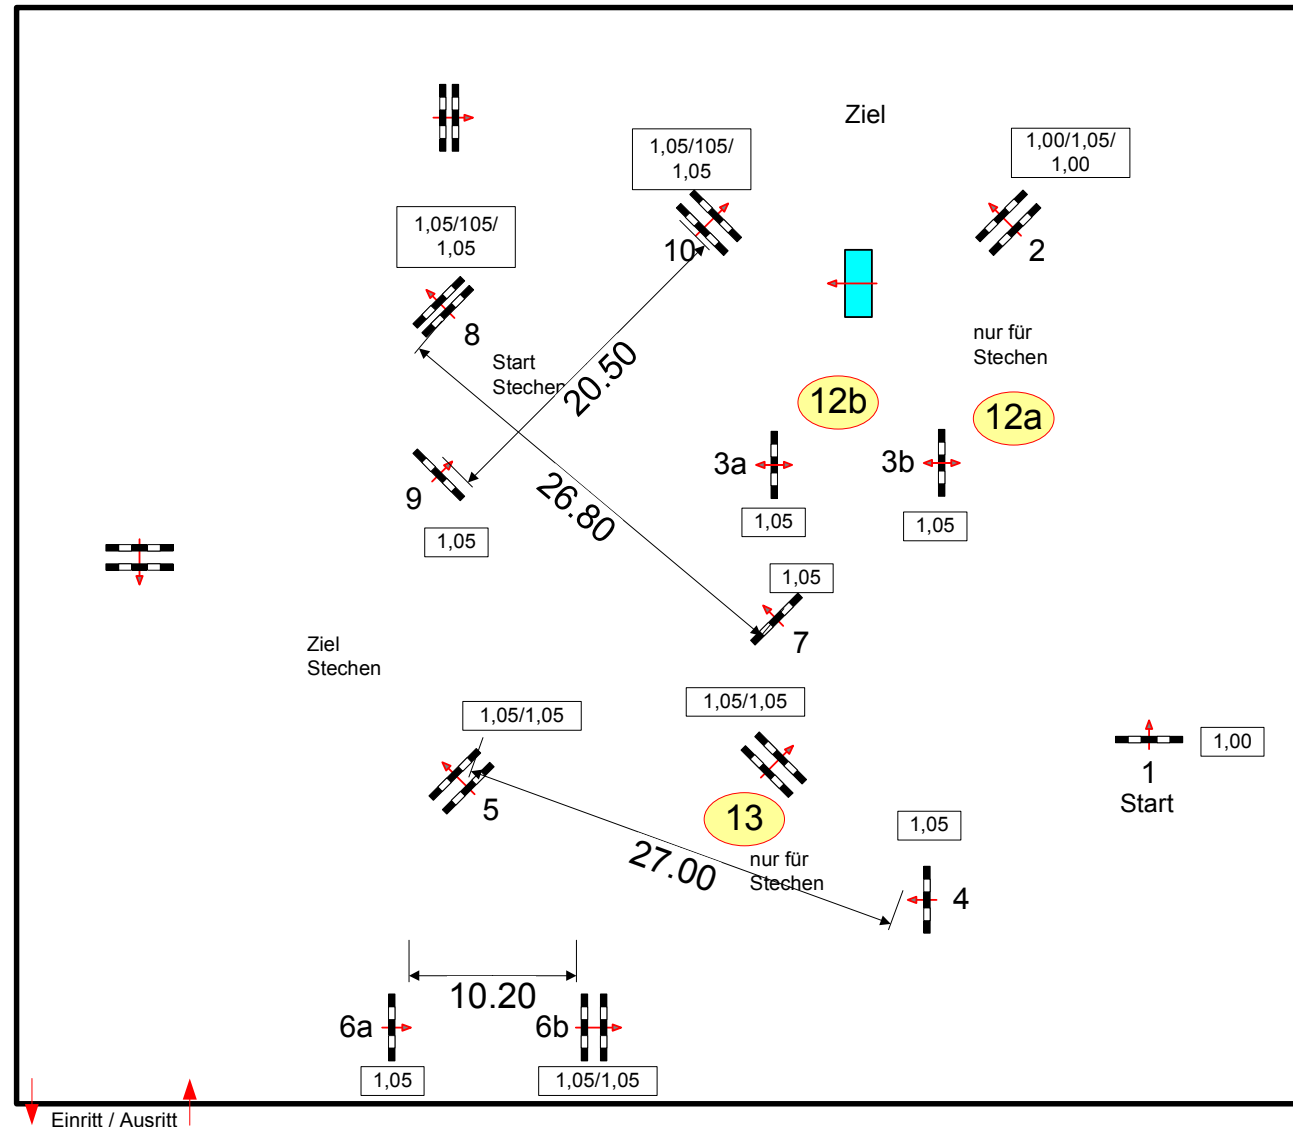 Ziel
1,05/105/
1,05
1,00/1,05/
1,00
1,05/105/
1,05
10
2
8
nur für
Stechen
Start
Stechen
20.50
12b
12a
3a
3b
9
26.80
1,05
1,05
1,05
1,05
7
Ziel
Stechen
1,05/1,05
1,05/1,05
1,00
1
Start
5
13
1,05
27.00
nur für
Stechen
4
10.20
6a
6b
1,05
1,05/1,05
Einritt / Ausritt